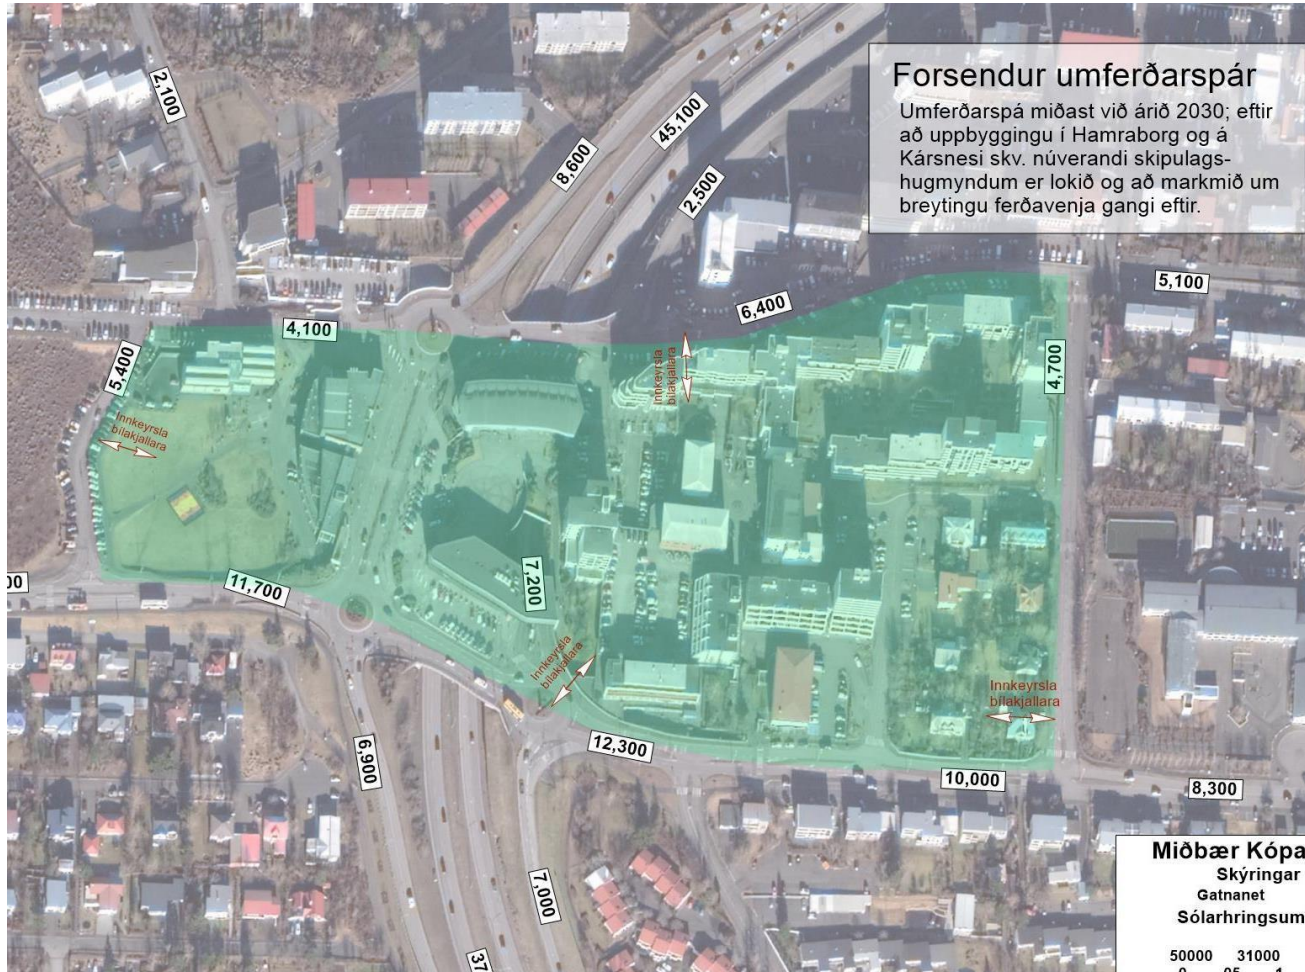 Forsendur umferðarspár
Umferðarspá miðast við árið 2030; eftir
að uppbyggingu í Hamraborg og á
Kársnesi skv. núverandi skipulags-
hugmyndum er lokið og að markmið um
breytingu ferðavenja gangi eftir.
2,100
45,100
8,600
2,500
5,100
6,400
4,100
5,400
4,700
Innkeyrsla
bílakjallara
Innkeyrsla
bílakjallara
00
11,700
7,200
Innkeyrsla
bílakjallara
Innkeyrsla
bílakjallara
12,300
6,900
10,000
8,300
7,000
37
Miðbær Kópa
Skýringar
Gatnanet
Sólarhringsum
50000 31000